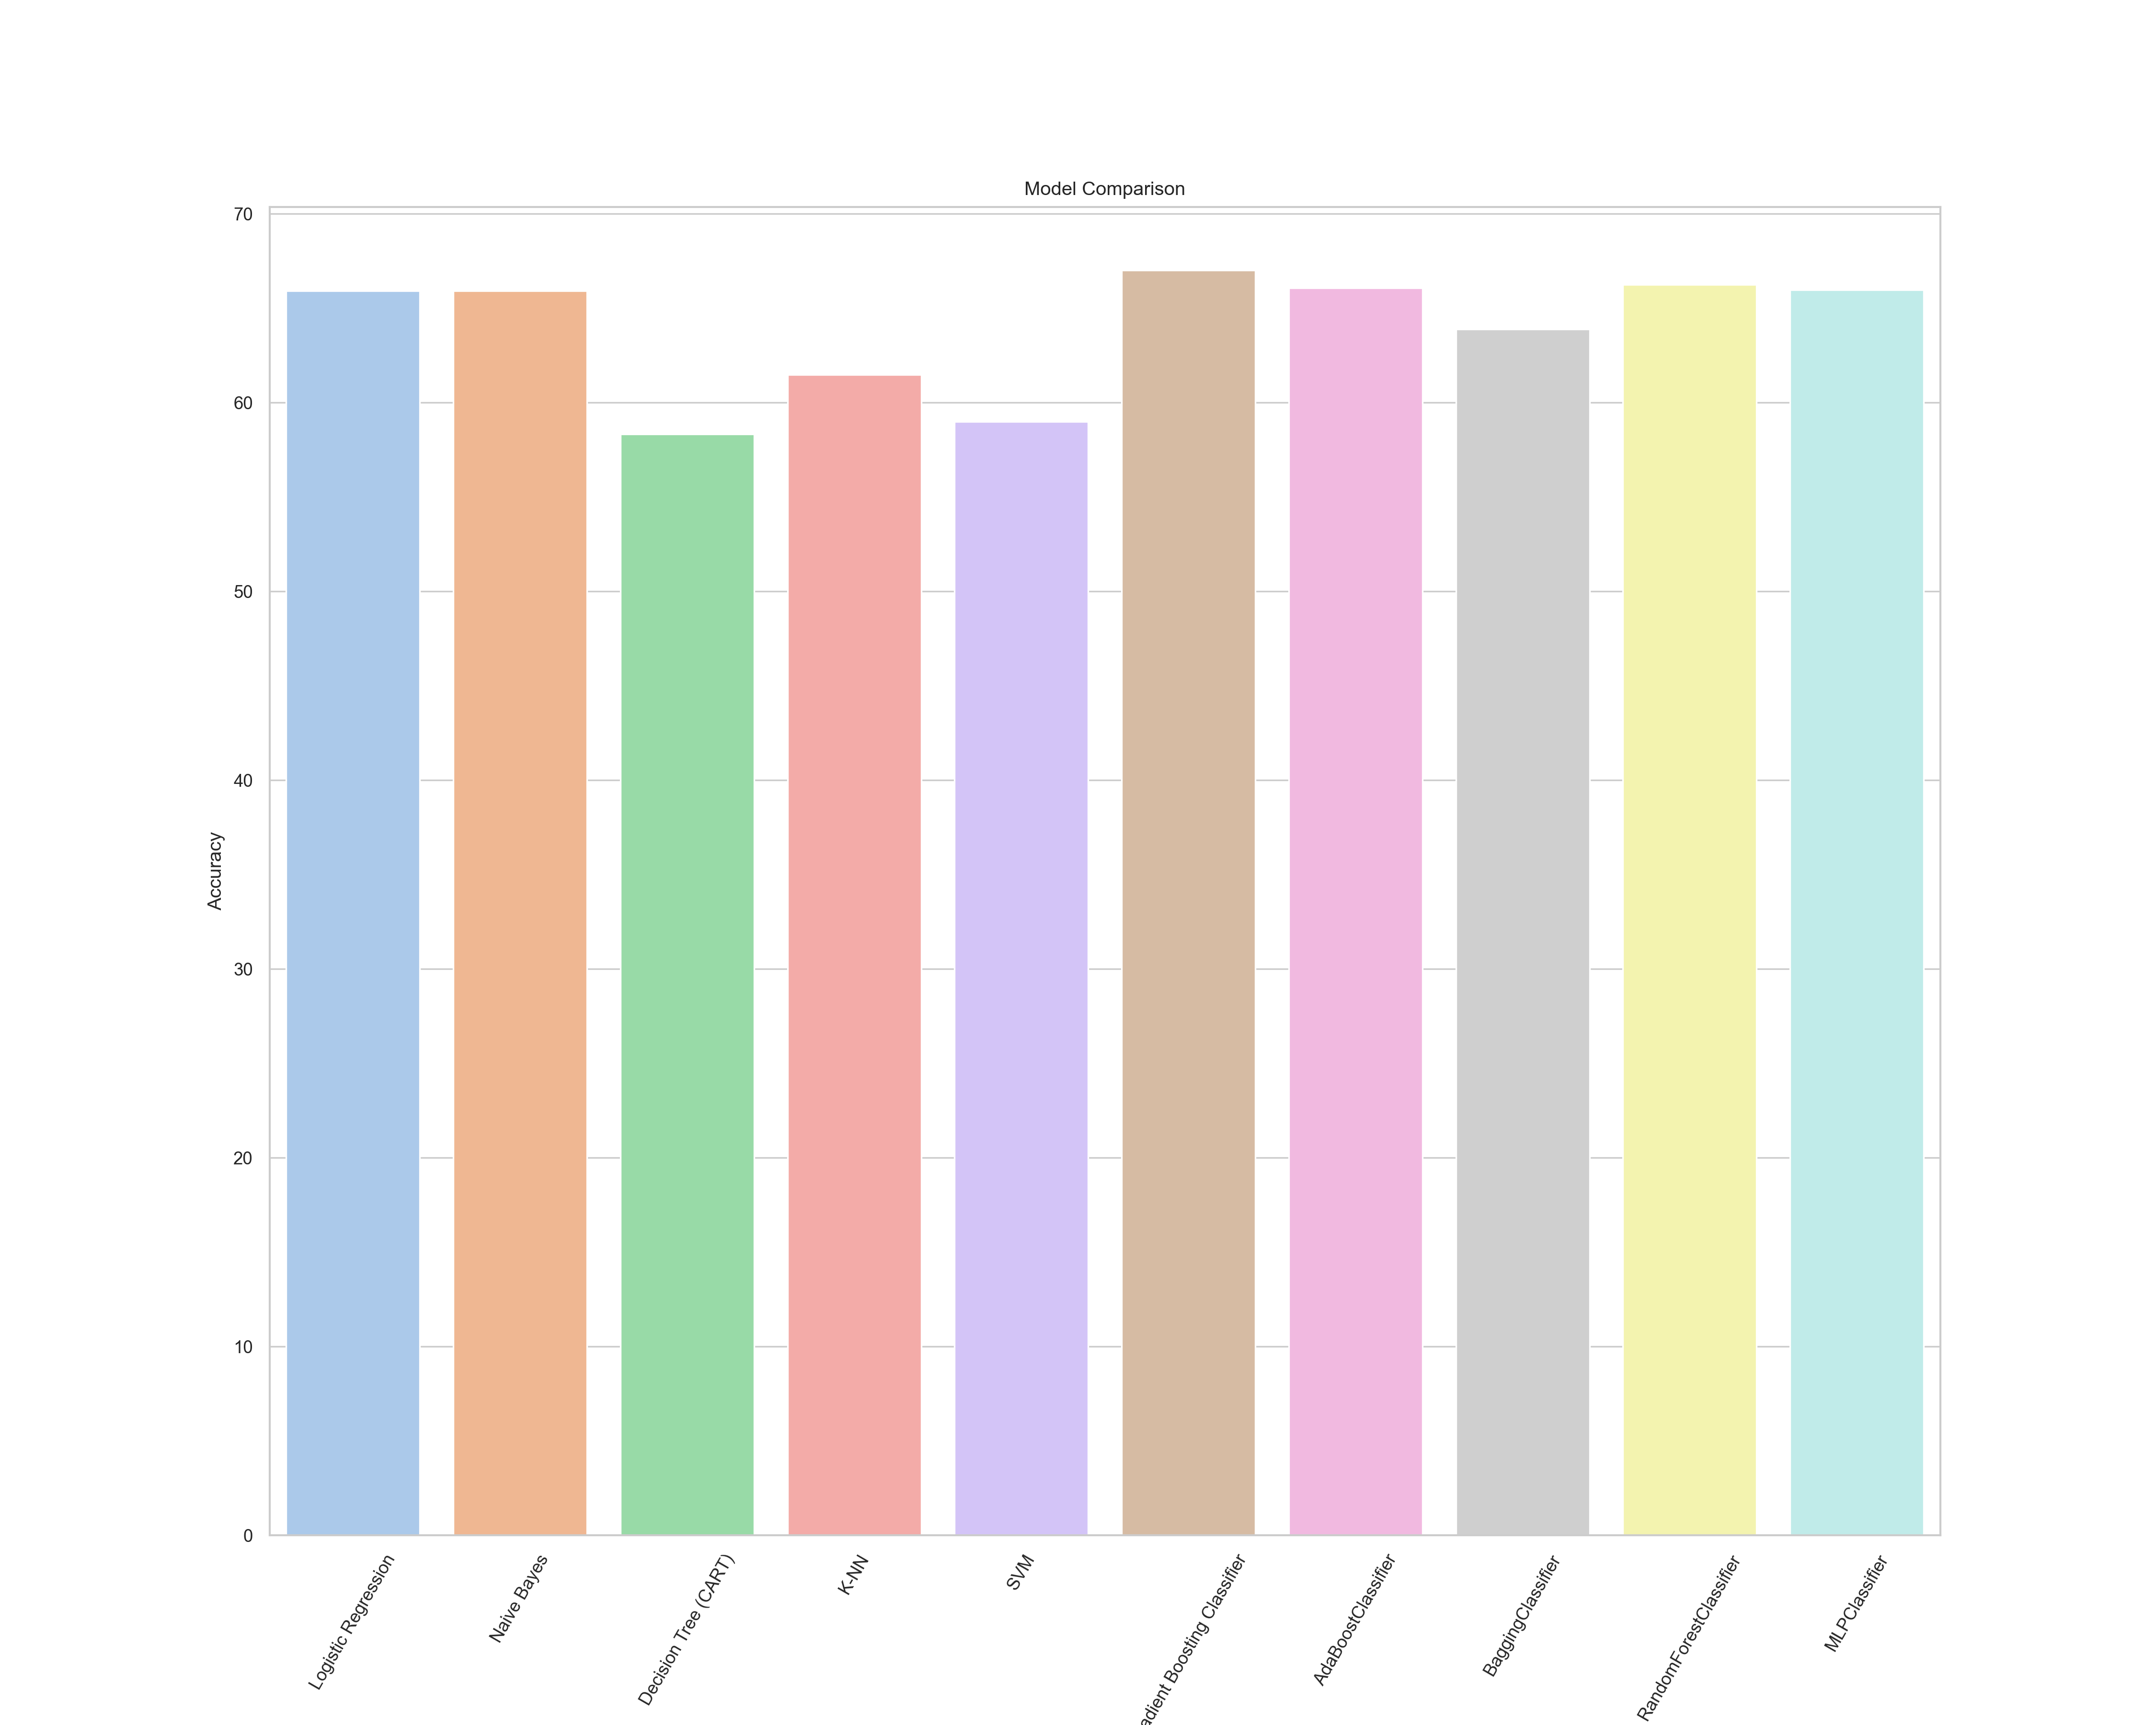 Model Comparison
70
60
50
40
30
20
10
0
Accuracy
Logistic Regression
Naive Bayes
Decision Tree (CART)
K-NN
SVM
Boosting Classifier
AdaBoostClassifier
BaggingClassifier
RandomForestClassifier
MLPClassifier